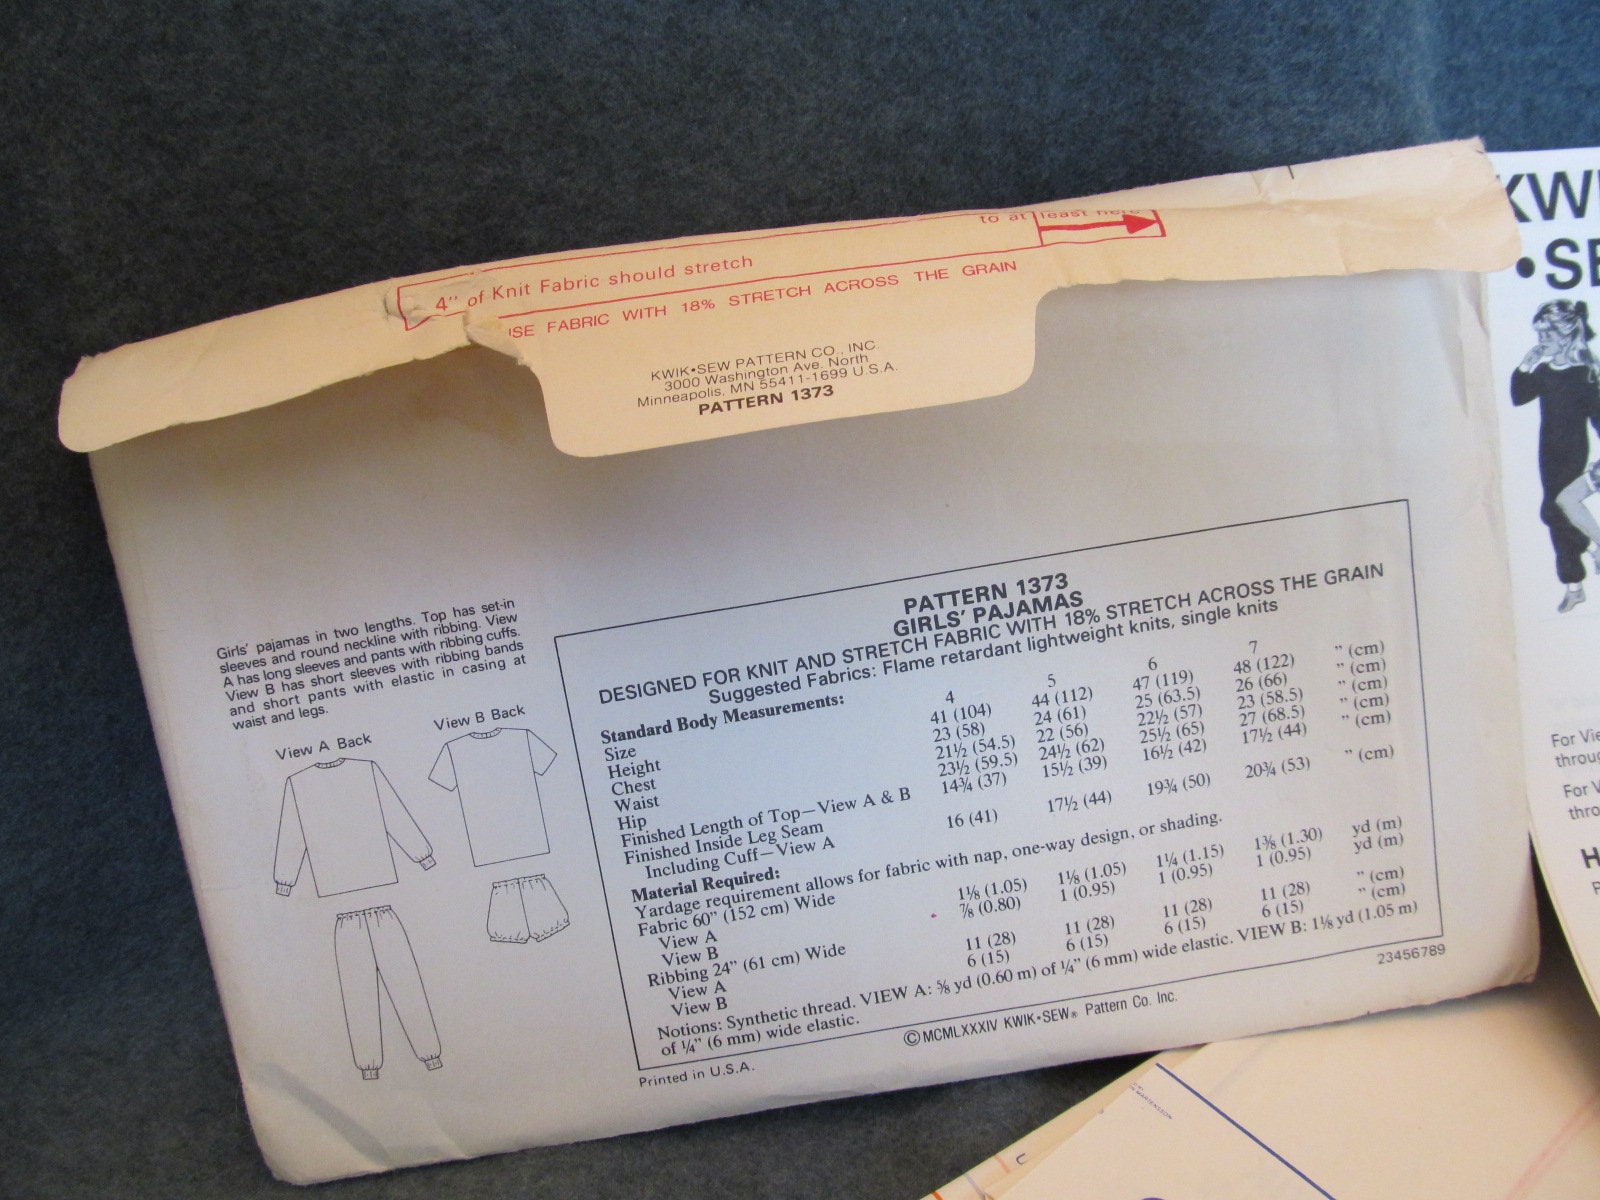 to at least here
4" of Knit Fabric should stretch
USE FABRIC WITH 18% STRETCH ACROSS THE GRAIN
KWIK•SEW PATTERN CO., INC.
3000 Washington Ave. North
Minneapolis, MN 55411-1699 U.S.A.
PATTERN 1373
Girls' pajamas in two lengths. Top has set-in
sleeves and round neckline with ribbing. View
A has long sleeves and pants with ribbing cuffs.
View B has short sleeves with ribbing bands
and short pants with elastic in casing at
waist and legs.
View A Back
View B Back
PATTERN 1373
GIRLS' PAJAMAS
DESIGNED FOR KNIT AND STRETCH FABRIC WITH 18% STRETCH ACROSS THE GRAIN
Suggested Fabrics: Flame retardant lightweight knits, single knits
Standard Body Measurements:
Size 4 5 6 7
Height 41 (104) 44 (112) 47 (119) 48 (122) " (cm)
Chest 23 (58) 24 (61) 25 (63.5) 26 (66) " (cm)
Waist 21½ (54.5) 22 (56) 22½ (57) 23 (58.5) " (cm)
Hip 23½ (59.5) 24½ (62) 25½ (65) 27 (68.5) " (cm)
Finished Length of Top—View A & B 14¾ (37) 15½ (39) 16½ (42) 17½ (44) " (cm)
Finished Inside Leg Seam
Including Cuff—View A 16 (41) 17½ (44) 19¾ (50) 20¾ (53) " (cm)
Material Required:
Yardage requirement allows for fabric with nap, one-way design, or shading.
Fabric 60" (152 cm) Wide
View A 1⅛ (1.05) 1⅛ (1.05) 1¼ (1.15) 1⅜ (1.30) yd (m)
View B ⅞ (0.80) 1 (0.95) 1 (0.95) 1 (0.95) yd (m)
Ribbing 24" (61 cm) Wide
View A 11 (28) 11 (28) 11 (28) 11 (28) " (cm)
View B 6 (15) 6 (15) 6 (15) 6 (15) " (cm)
Notions: Synthetic thread. VIEW A: ⅝ yd (0.60 m) of ¼" (6 mm) wide elastic. VIEW B: 1⅛ yd (1.05 m)
of ¼" (6 mm) wide elastic.
23456789
© MCMLXXXIV KWIK•SEW® Pattern Co. Inc.
Printed in U.S.A.
KWI
•SE
For Vie
throug
For V
thro
H